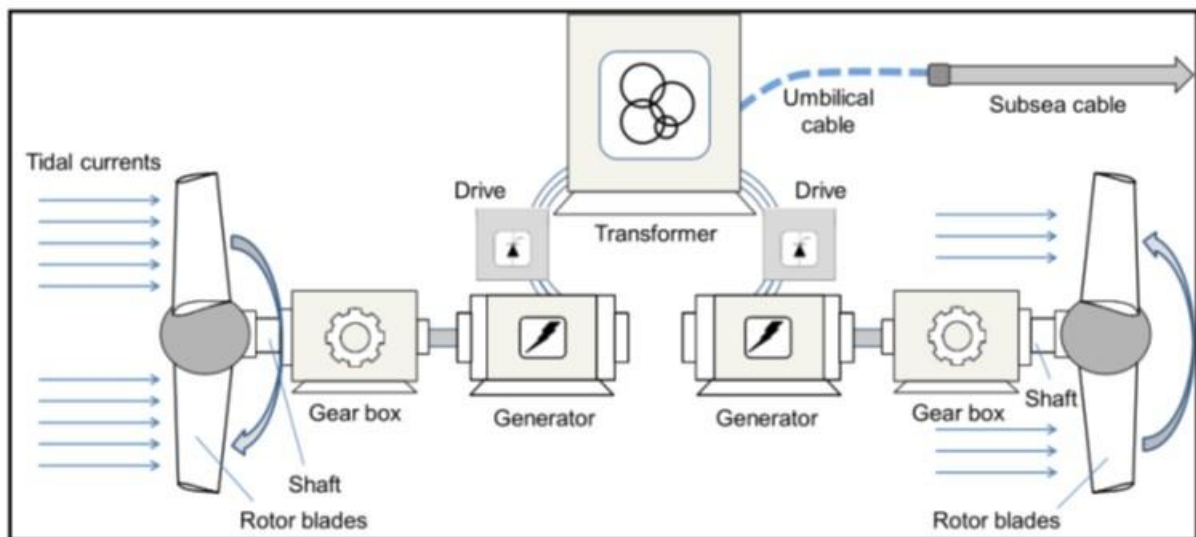 Umbilical
cable
Subsea cable
Tidal currents
Drive
Drive
Transformer
Gear box
Generator
Generator
Gear box
Shaft
Shaft
Rotor blades
Rotor blades